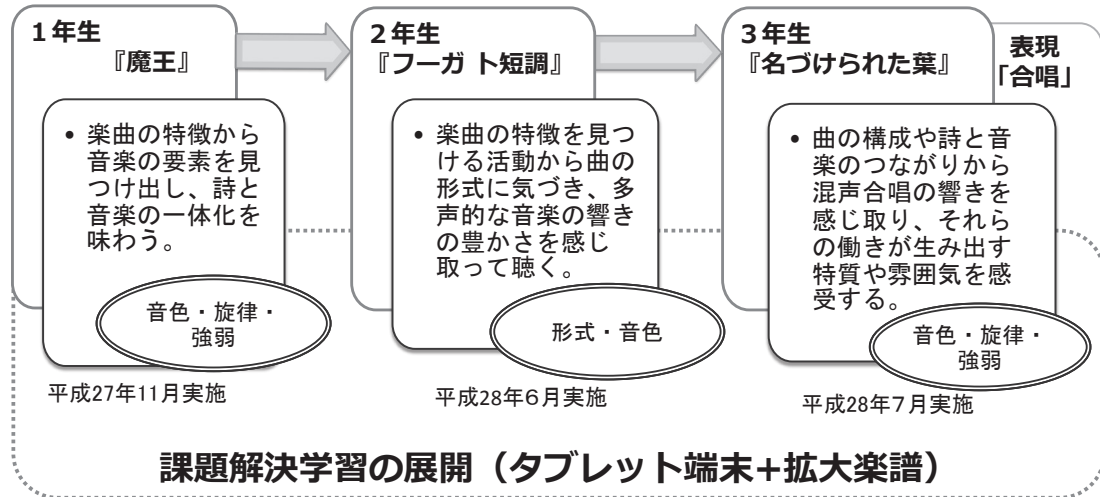 1年生
『魔王』
• 楽曲の特徴から
音楽の要素を見
つけ出し、詩と
音楽の一体化を
味わう。
音色・旋律・
強弱
平成27年11月実施
2年生
『フーガ ト短調』
• 楽曲の特徴を見つ
ける活動から曲の
形式に気づき、多
声的な音楽の響き
の豊かさを感じ
取って聴く。
形式・音色
平成28年6月実施
3年生
『名づけられた葉』
表現
「合唱」
• 曲の構成や詩と音
楽のつながりから
混声合唱の響きを
感じ取り、それら
の働きが生み出す
特質や雰囲気を感
受する。
音色・旋律・
強弱
平成28年7月実施
課題解決学習の展開（タブレット端末+拡大楽譜）